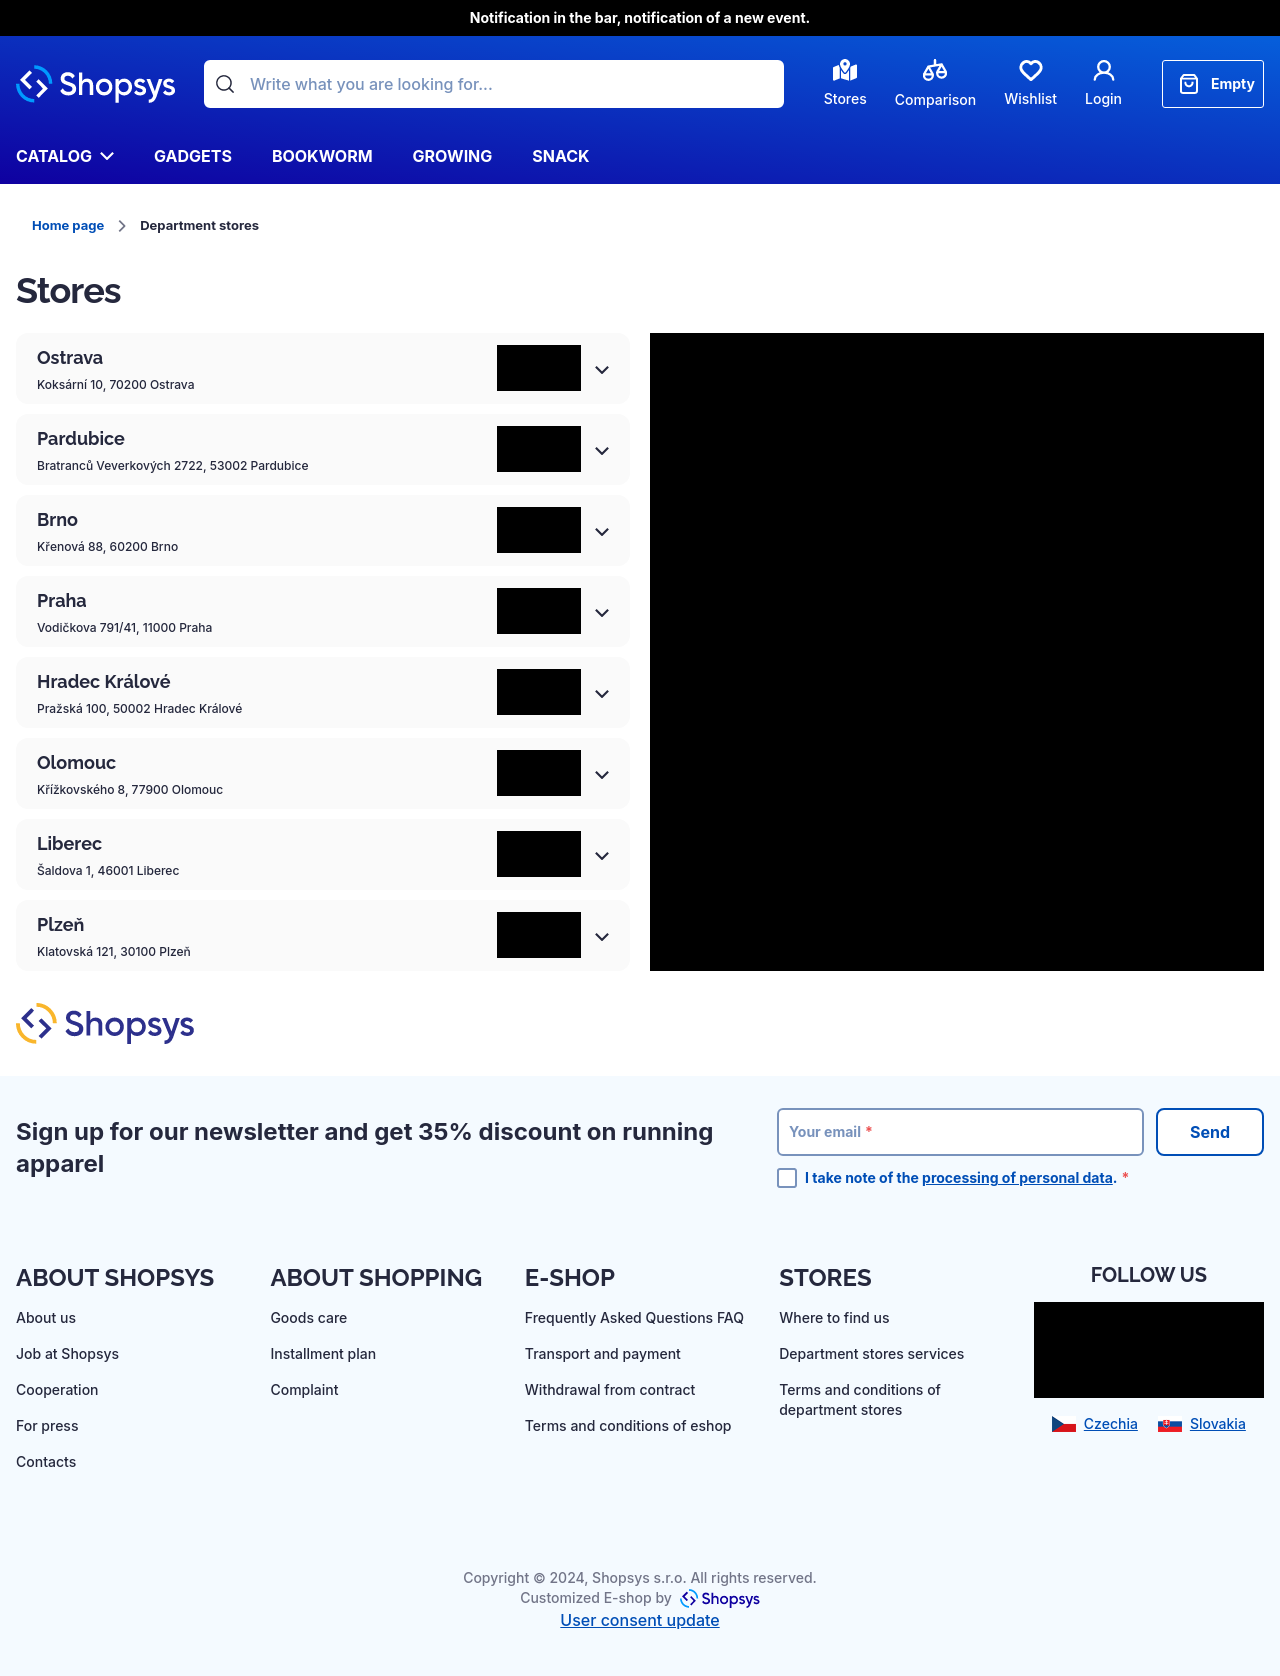 Notification in the bar, notification of a new event.
Shopsys
Write what you are looking for...
Stores
Comparison
Wishlist
Login
Empty
CATALOG
GADGETS
BOOKWORM
GROWING
SNACK
Home page
Department stores
Stores
Ostrava
Koksární 10, 70200 Ostrava
Pardubice
Bratranců Veverkových 2722, 53002 Pardubice
Brno
Křenová 88, 60200 Brno
Praha
Vodičkova 791/41, 11000 Praha
Hradec Králové
Pražská 100, 50002 Hradec Králové
Olomouc
Křížkovského 8, 77900 Olomouc
Liberec
Šaldova 1, 46001 Liberec
Plzeň
Klatovská 121, 30100 Plzeň
Shopsys
Sign up for our newsletter and get 35% discount on running
apparel
Your email *
Send
I take note of the processing of personal data. *
ABOUT SHOPSYS
About us
Job at Shopsys
Cooperation
For press
Contacts
ABOUT SHOPPING
Goods care
Installment plan
Complaint
E-SHOP
Frequently Asked Questions FAQ
Transport and payment
Withdrawal from contract
Terms and conditions of eshop
STORES
Where to find us
Department stores services
Terms and conditions of
department stores
FOLLOW US
Czechia
Slovakia
Copyright © 2024, Shopsys s.r.o. All rights reserved.
Customized E-shop by Shopsys
User consent update